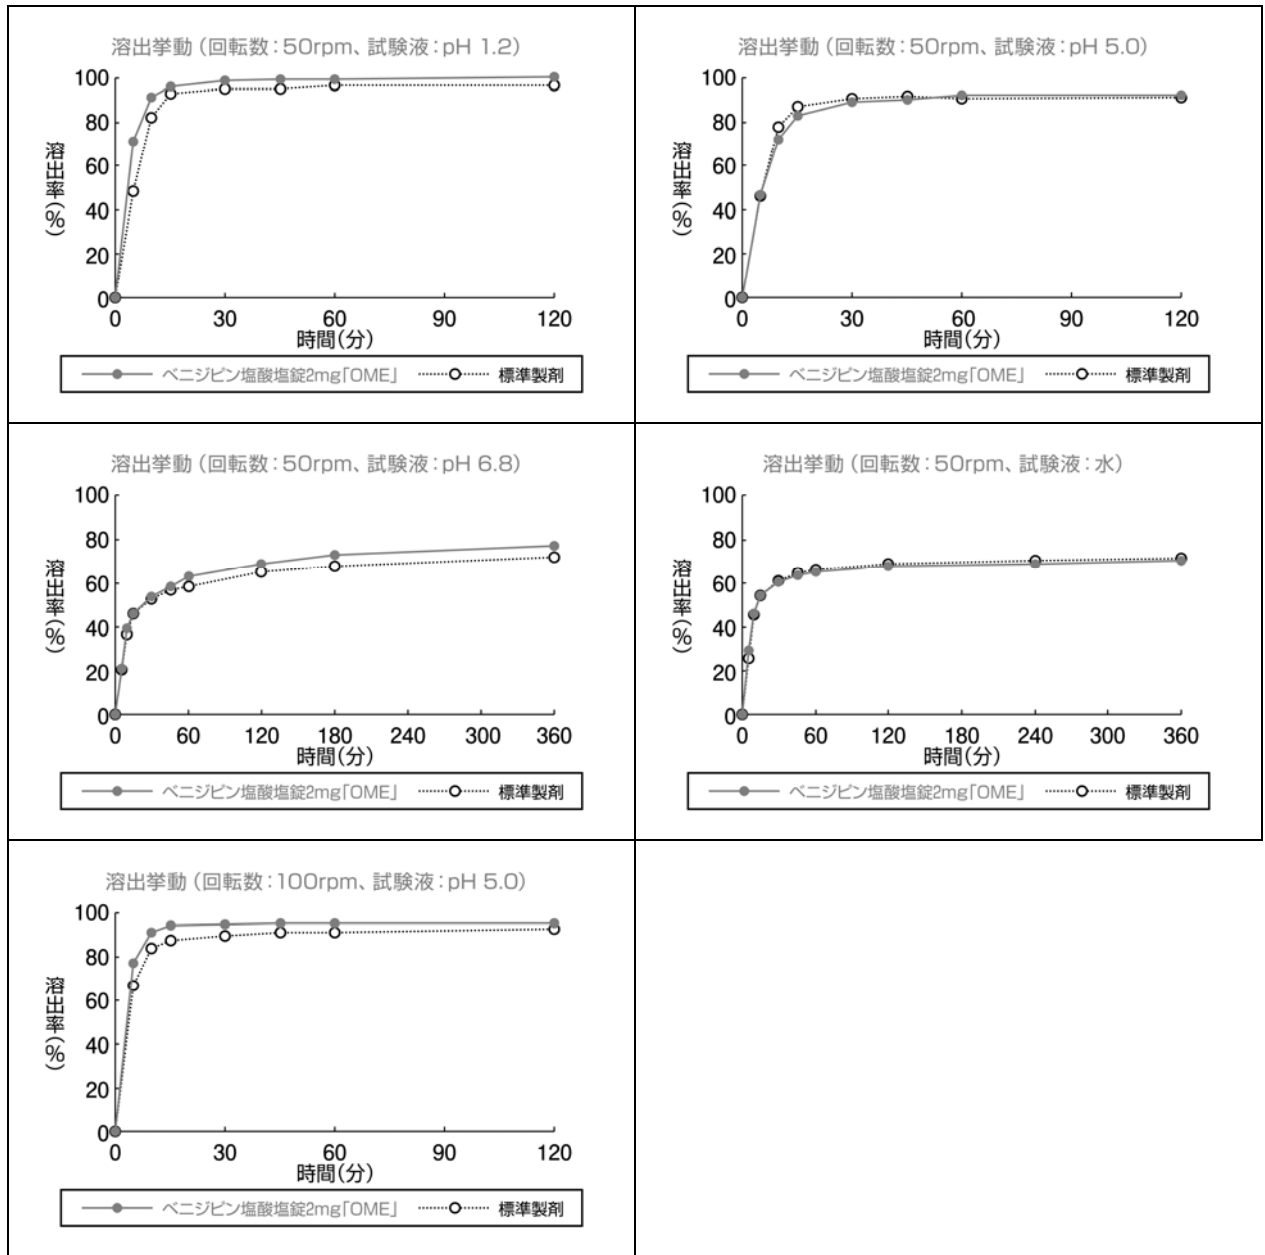 溶出挙動（回転数：50rpm、試験液：pH 1.2）
100
80
60
40
20
0
溶出率(%)
0 30 60 90 120
時間(分)
ベニジピン塩酸塩錠2mg「OME」 標準製剤
溶出挙動（回転数：50rpm、試験液：pH 5.0）
100
80
60
40
20
0
溶出率(%)
0 30 60 90 120
時間(分)
ベニジピン塩酸塩錠2mg「OME」 標準製剤
溶出挙動（回転数：50rpm、試験液：pH 6.8）
100
80
60
40
20
0
溶出率(%)
0 60 120 180 240 300 360
時間(分)
ベニジピン塩酸塩錠2mg「OME」 標準製剤
溶出挙動（回転数：50rpm、試験液：水）
100
80
60
40
20
0
溶出率(%)
0 60 120 180 240 300 360
時間(分)
ベニジピン塩酸塩錠2mg「OME」 標準製剤
溶出挙動（回転数：100rpm、試験液：pH 5.0）
100
80
60
40
20
0
溶出率(%)
0 30 60 90 120
時間(分)
ベニジピン塩酸塩錠2mg「OME」 標準製剤